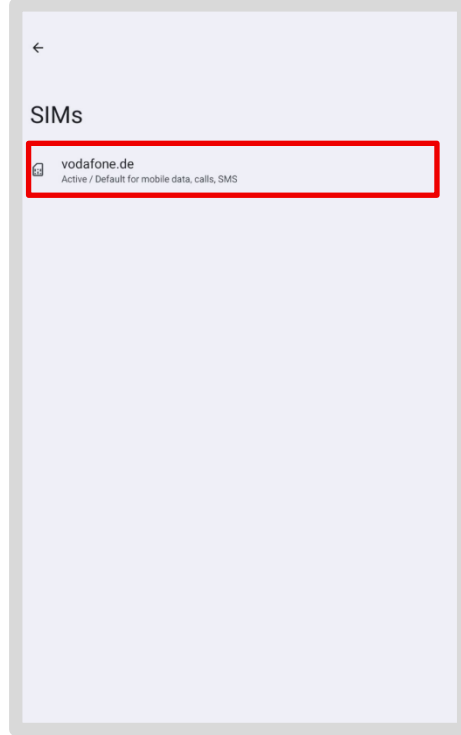 SIMs
vodafone.de
Active / Default for mobile data, calls, SMS